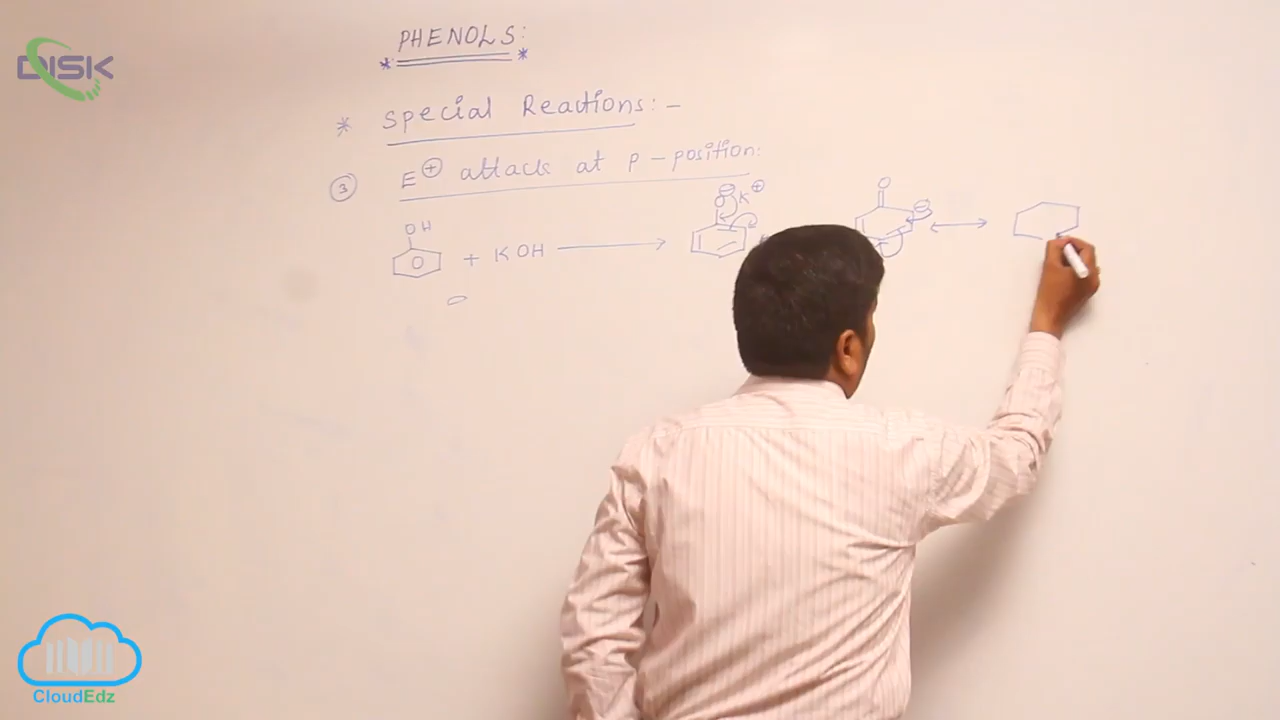 DISK
PHENOLS:
* Special Reactions:-
③ E⊕ attack at p-position:
OH
+ KOH
O⊖ K⊕
O
⊖
CloudEdz